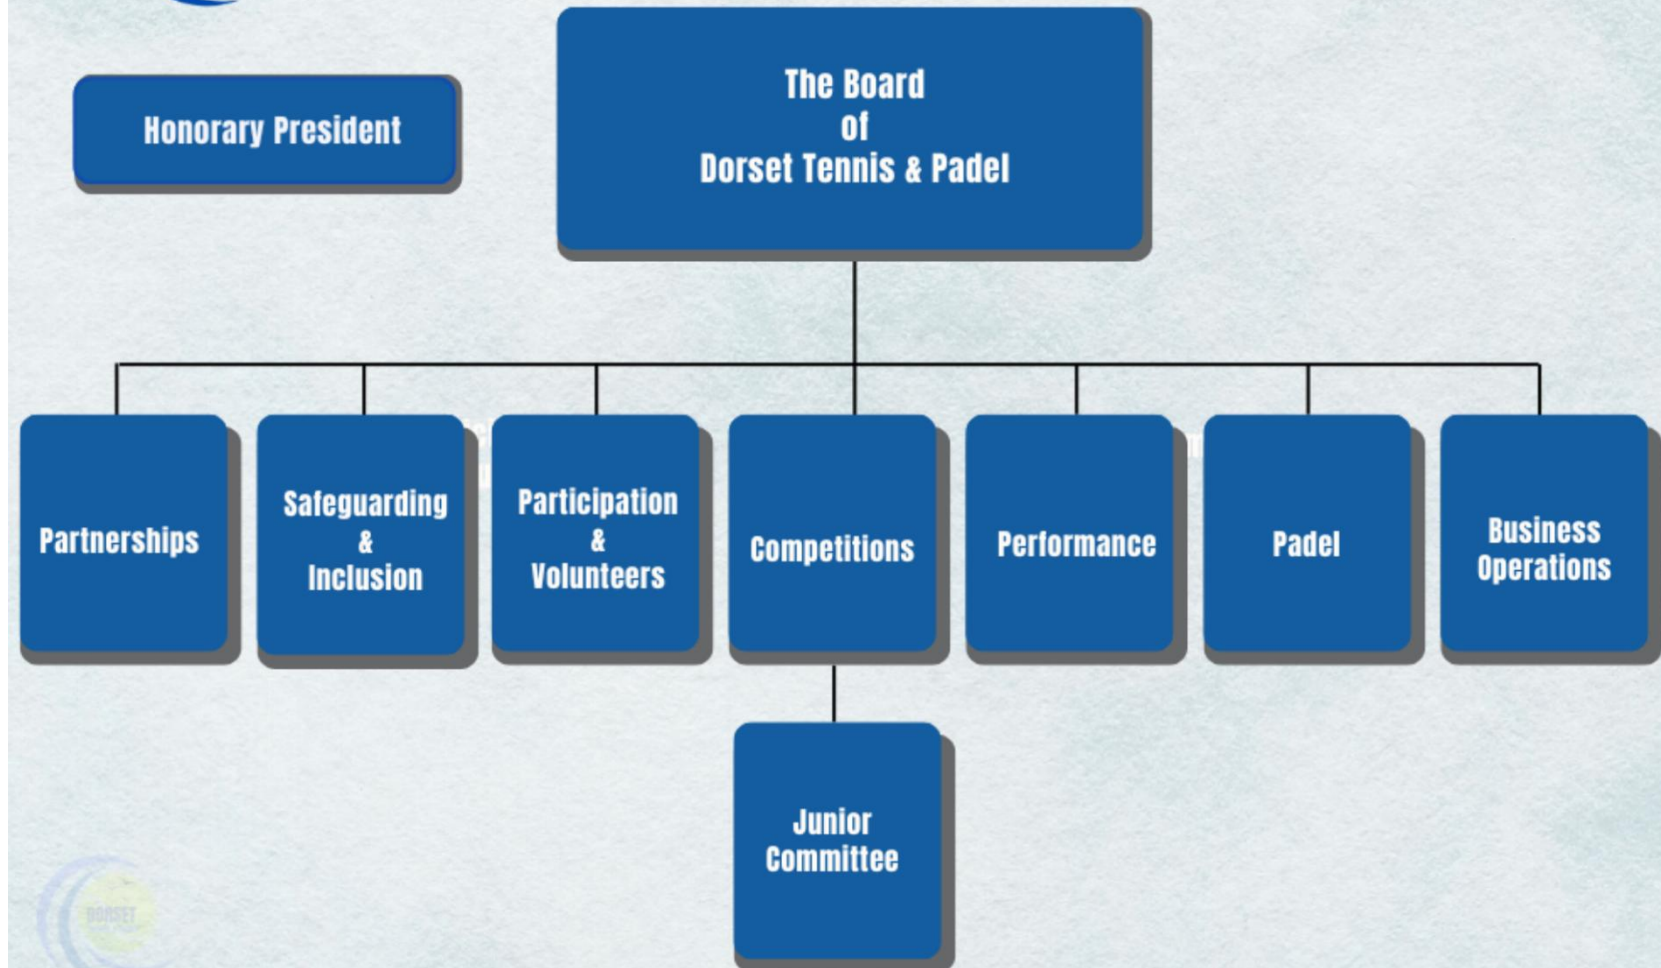 Honorary President
The Board
Of
Dorset Tennis & Padel
Partnerships
Safeguarding
&
Inclusion
Participation
&
Volunteers
Competitions
Performance
Padel
Business
Operations
Junior
Committee
DORSET